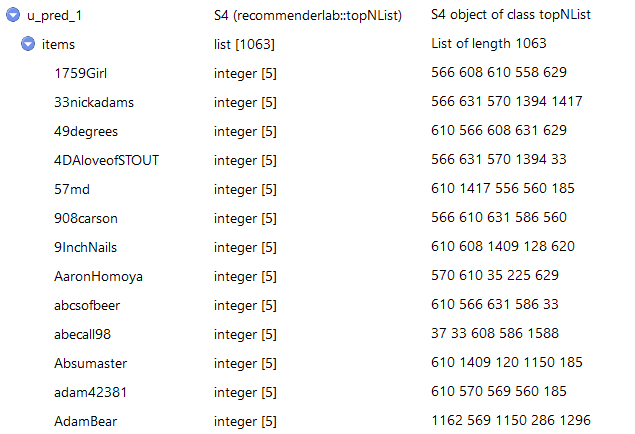 u_pred_1 S4 (recommenderlab::topNList) S4 object of class topNList
items list [1063] List of length 1063
1759Girl integer [5] 566 608 610 558 629
33nickadams integer [5] 566 631 570 1394 1417
49degrees integer [5] 610 566 608 631 629
4DAloveofSTOUT integer [5] 566 631 570 1394 33
57md integer [5] 610 1417 556 560 185
908carson integer [5] 566 610 631 586 560
9InchNails integer [5] 610 608 1409 128 620
AaronHomoya integer [5] 570 610 35 225 629
abcsofbeer integer [5] 610 566 631 586 33
abecall98 integer [5] 37 33 608 586 1588
Absumaster integer [5] 610 1409 120 1150 185
adam42381 integer [5] 610 570 569 560 185
AdamBear integer [5] 1162 569 1150 286 1296